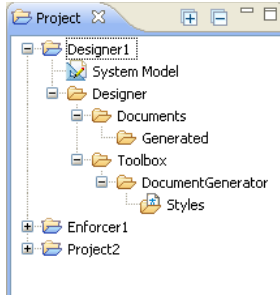 Project
Designer1
System Model
Designer
Documents
Generated
Toolbox
DocumentGenerator
Styles
Enforcer1
Project2